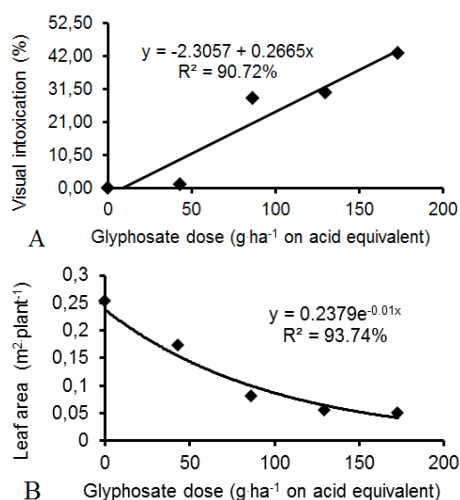 52,50
42,00
31,50
21,00
10,50
0,00
Visual intoxication (%)
y = -2.3057 + 0.2665x
R² = 90.72%
0 50 100 150 200
A Glyphosate dose (g·ha⁻¹ on acid equivalent)
0,3
0,25
0,2
0,15
0,1
0,05
0
Leaf area (m²·plant⁻¹)
y = 0.2379e⁻⁰·⁰¹ˣ
R² = 93.74%
0 50 100 150 200
B Glyphosate dose (g·ha⁻¹ on acid equivalent)